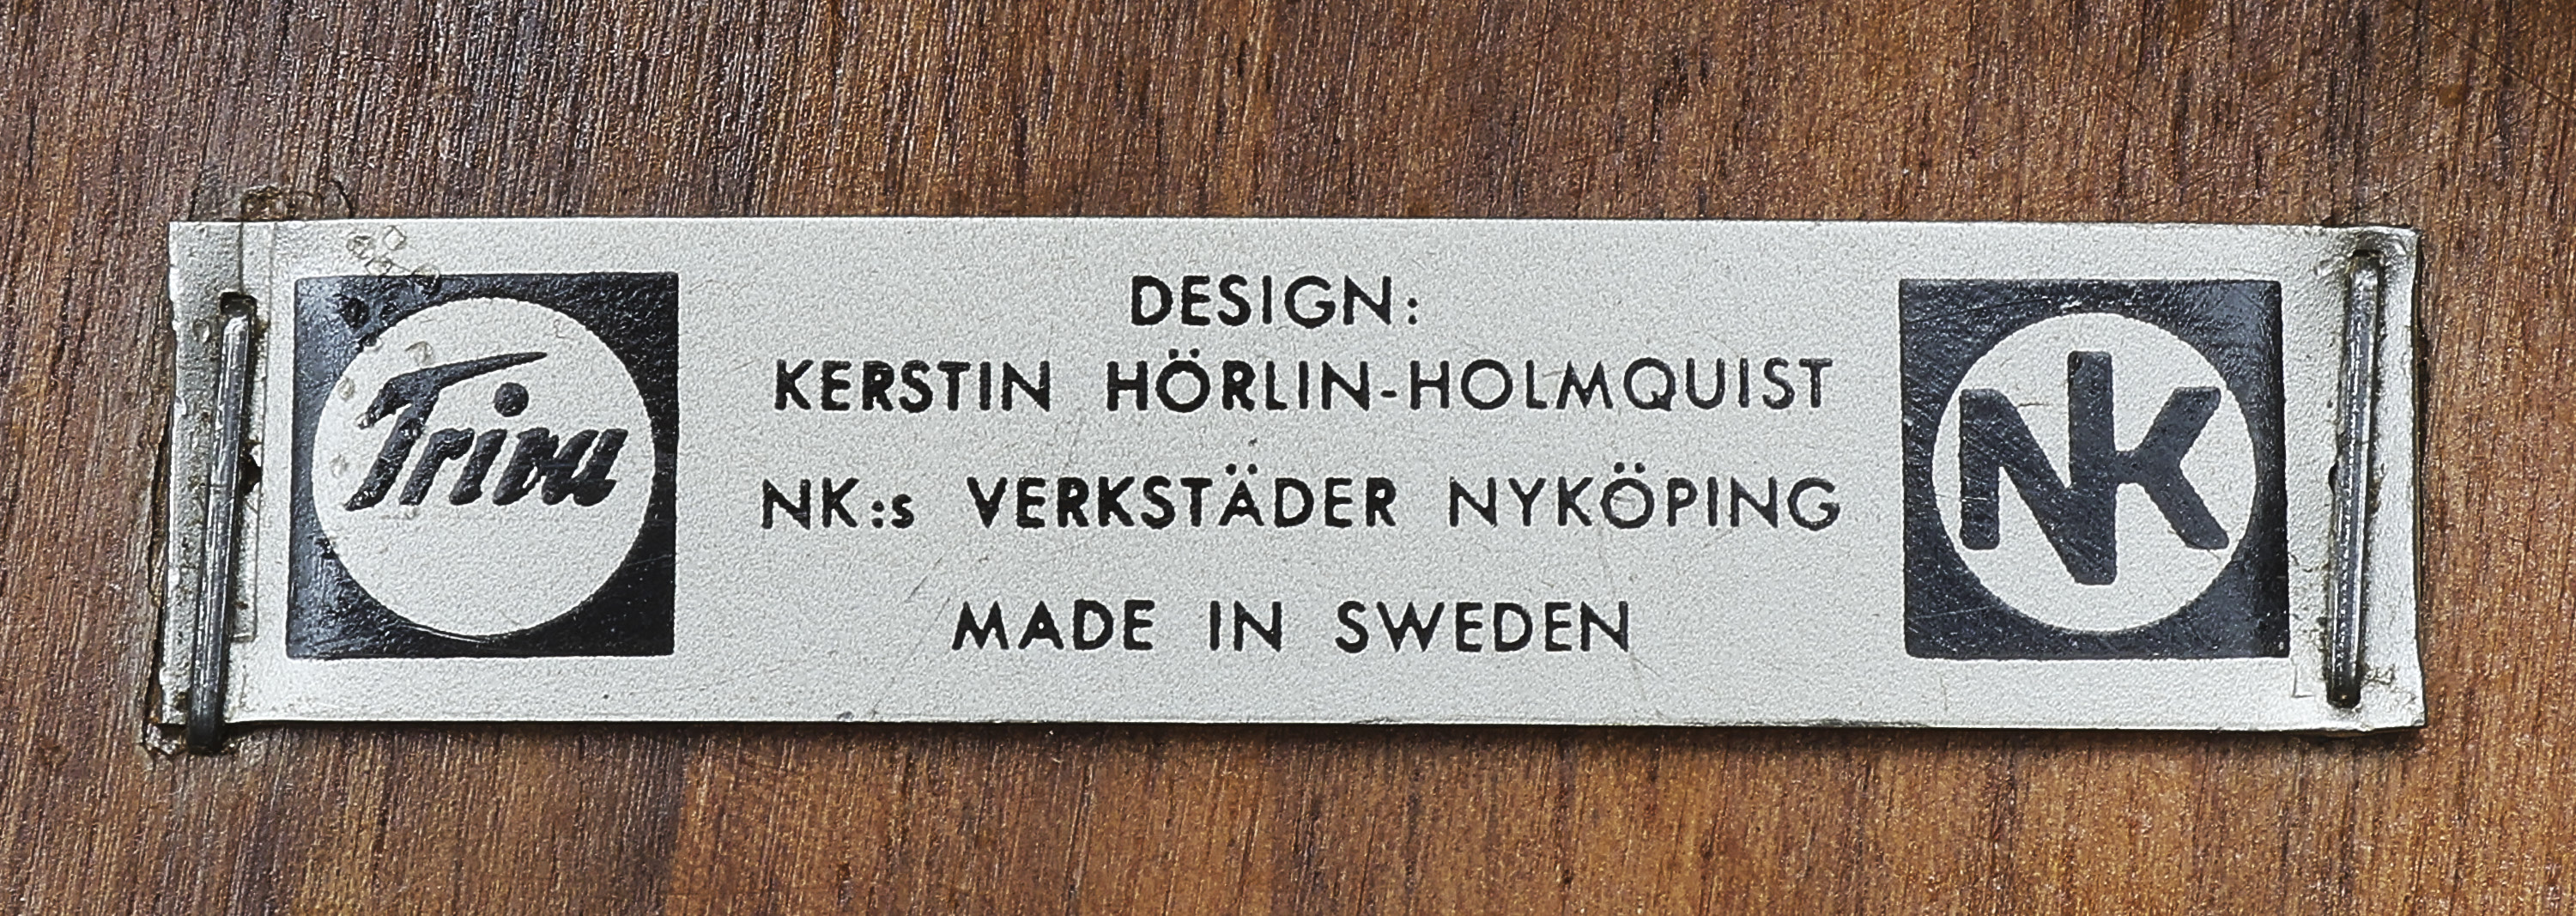 Triva
DESIGN:
KERSTIN HÖRLIN-HOLMQUIST
NK:s VERKSTÄDER NYKÖPING
MADE IN SWEDEN
NK